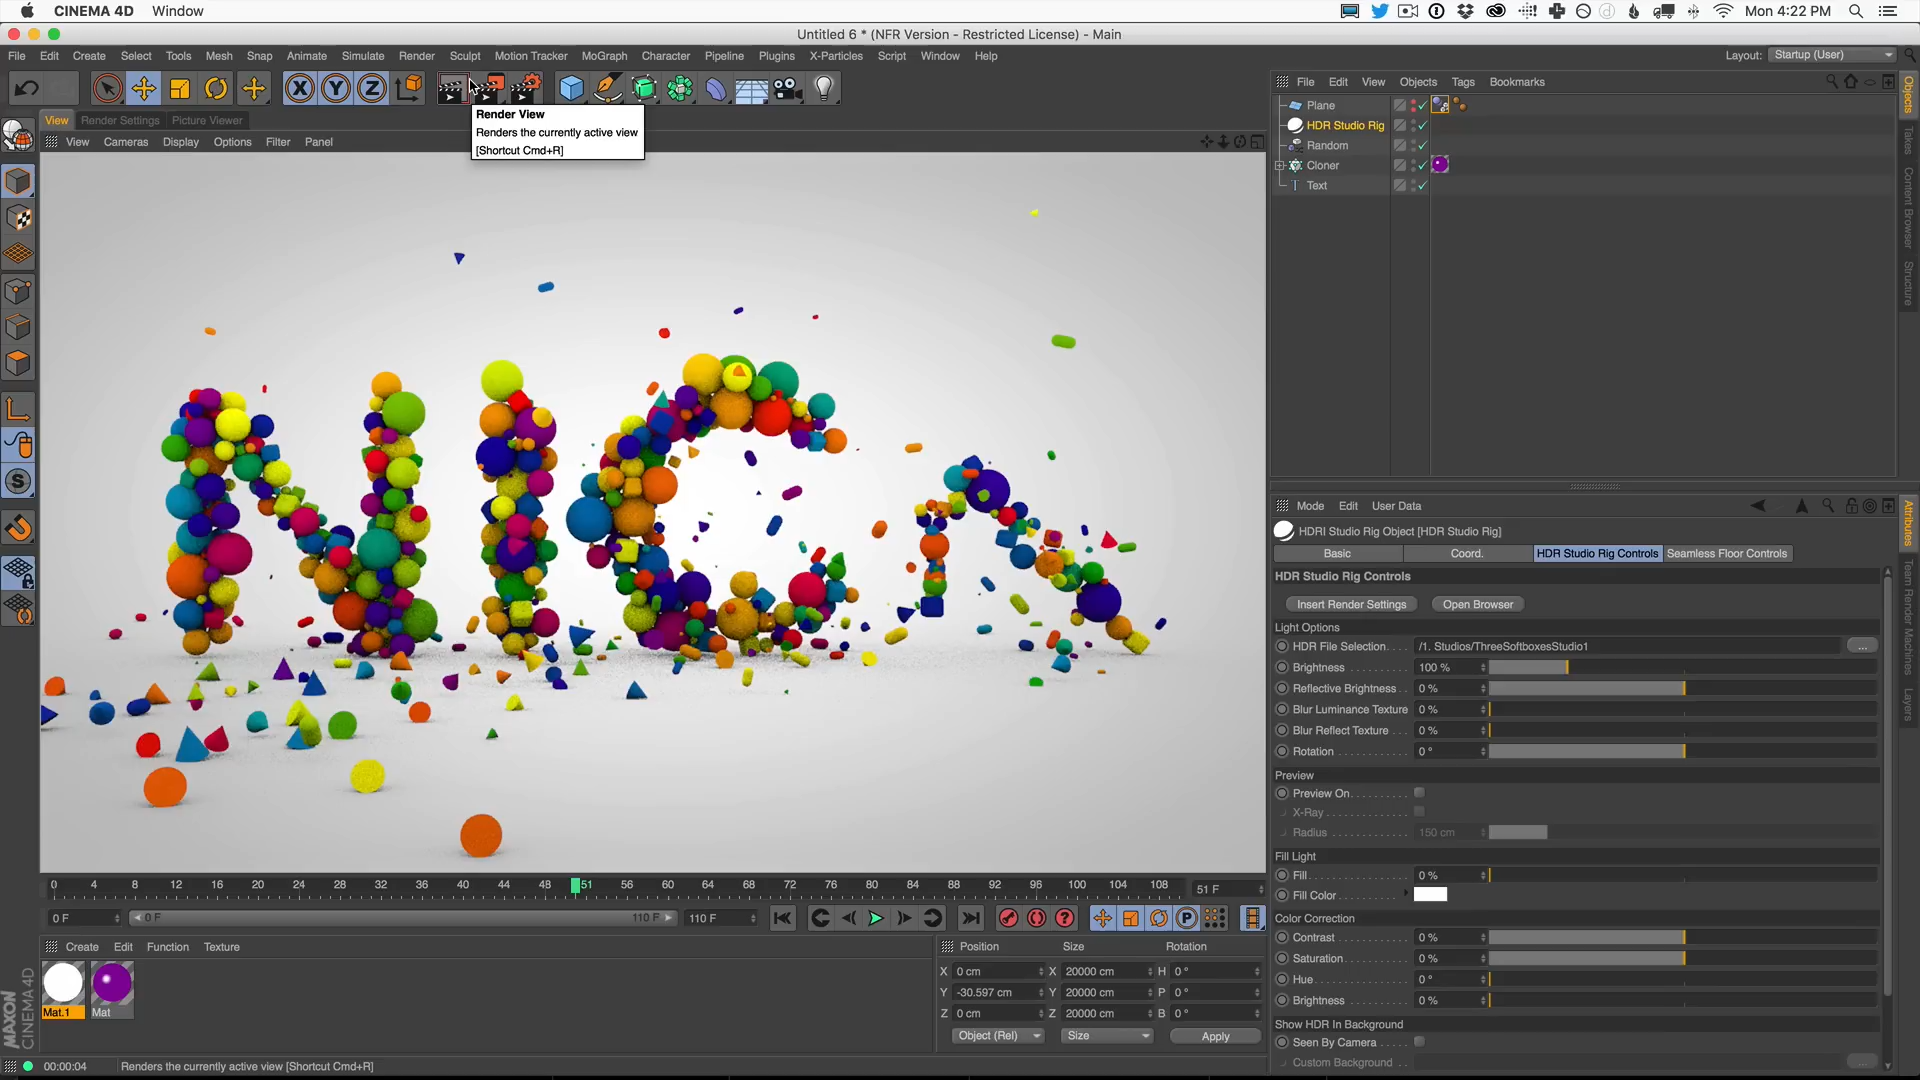 CINEMA 4D Window
Mon 4:22 PM
Untitled 6 * (NFR Version - Restricted License) - Main
File Edit Create Select Tools Mesh Snap Animate Simulate Render Sculpt Motion Tracker MoGraph Character Pipeline Plugins X-Particles Script Window Help
Layout: Startup (User)
X Y Z
File Edit View Objects Tags Bookmarks
View Render Settings Picture Viewer
Render View
Renders the currently active view
[Shortcut Cmd+R]
View Cameras Display Options Filter Panel
Plane
HDR Studio Rig
Random
Cloner
Text
Objects
Takes
Content Browser
Structure
NICk
Mode Edit User Data
HDRI Studio Rig Object [HDR Studio Rig]
Basic Coord. HDR Studio Rig Controls Seamless Floor Controls
HDR Studio Rig Controls
Insert Render Settings Open Browser
Light Options
HDR File Selection. /1. Studios/ThreeSoftboxesStudio1 ...
Brightness 100 %
Reflective Brightness 0 %
Blur Luminance Texture 0 %
Blur Reflect Texture 0 %
Rotation 0 °
Preview
Preview On
X-Ray
Radius 150 cm
Fill Light
Fill 0 %
Fill Color
Color Correction
Contrast 0 %
Saturation 0 %
Hue 0 °
Brightness 0 %
Show HDR In Background
Seen By Camera
Custom Background ...
Attributes
Team Render Machines
Layers
0 4 8 12 16 20 24 28 32 36 40 44 48 51 56 60 64 68 72 76 80 84 88 92 96 100 104 108 51 F
0 F 0 F 110 F 110 F
Create Edit Function Texture
Mat.1 Mat
Position Size Rotation
X 0 cm X 20000 cm H 0 °
Y -30.597 cm Y 20000 cm P 0 °
Z 0 cm Z 20000 cm B 0 °
Object (Rel) Size Apply
MAXON
CINEMA 4D
00:00:04 Renders the currently active view [Shortcut Cmd+R]